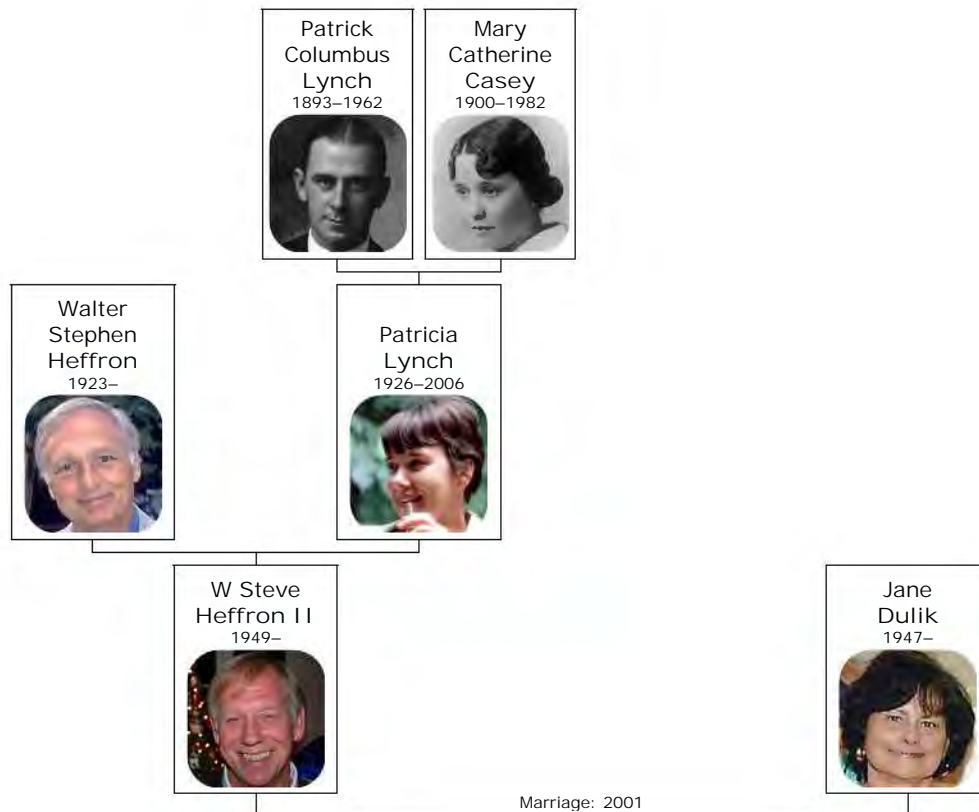 Patrick
Columbus
Lynch
1893–1962
Mary
Catherine
Casey
1900–1982
Walter
Stephen
Heffron
1923–
Patricia
Lynch
1926–2006
W Steve
Heffron II
1949–
Jane
Dulik
1947–
Marriage: 2001